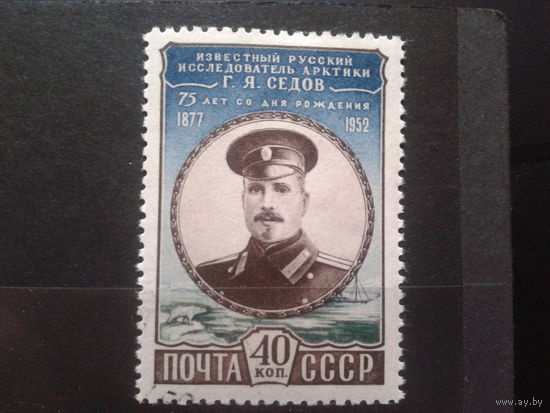 ИЗВЕСТНЫЙ РУССКИЙ
ИССЛЕДОВАТЕЛЬ АРКТИКИ
Г. Я. СЕДОВ
75 ЛЕТ СО ДНЯ РОЖДЕНИЯ
1877 1952
ПОЧТА 40 КОП. СССР
www.ay.by